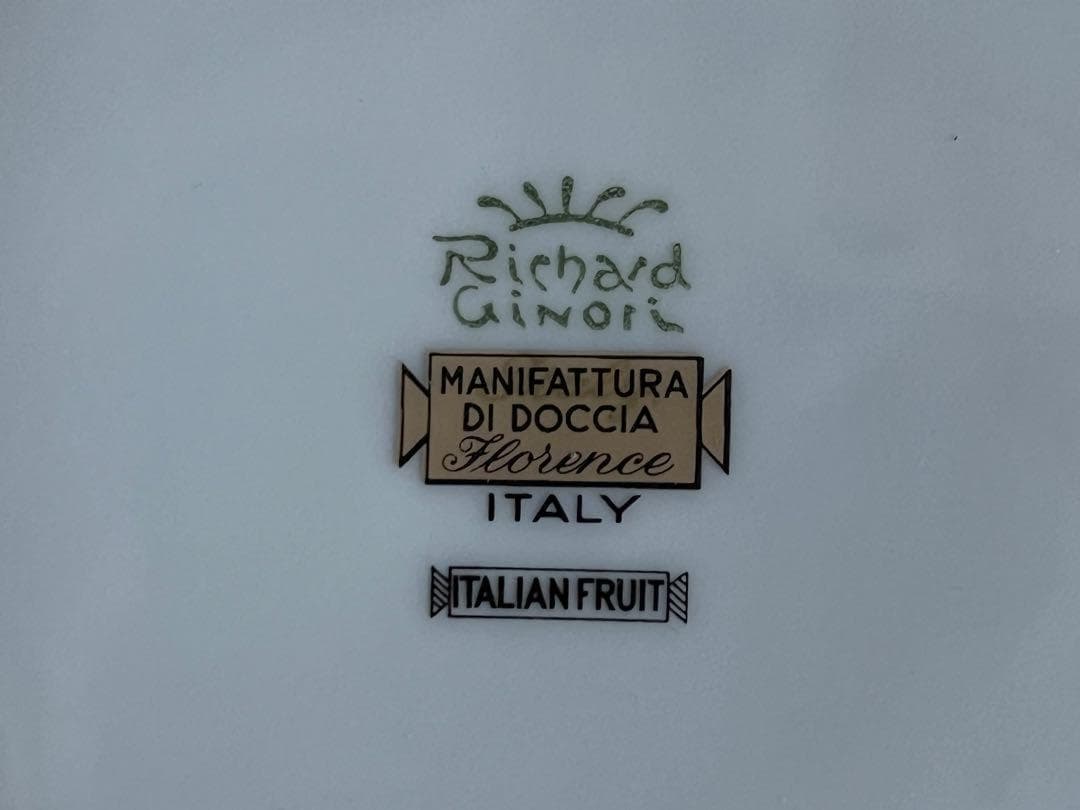 Richard
Ginori
MANIFATTURA
DI DOCCIA
Florence
ITALY
ITALIAN FRUIT